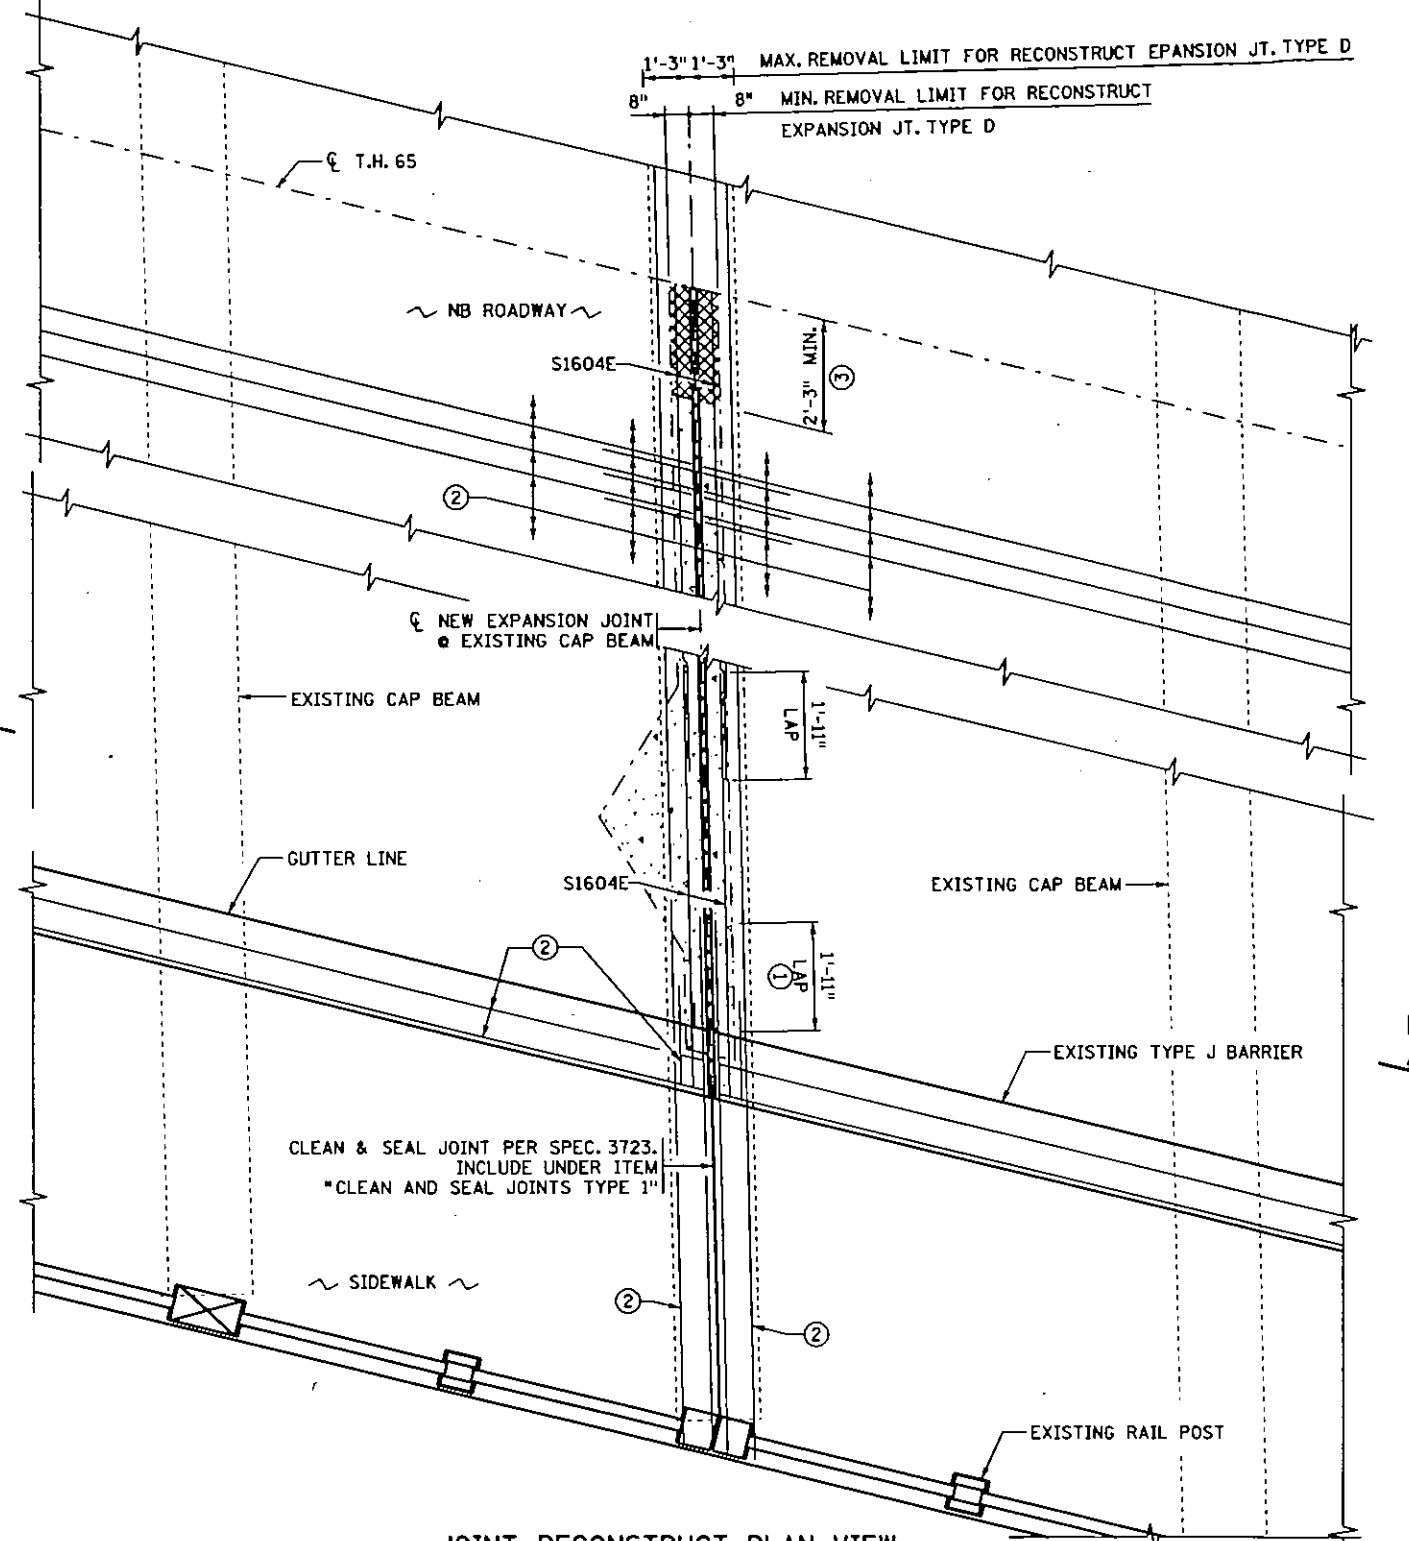 1'-3" 1'-3" MAX. REMOVAL LIMIT FOR RECONSTRUCT EPANSION JT. TYPE D
8" 8" MIN. REMOVAL LIMIT FOR RECONSTRUCT
EXPANSION JT. TYPE D
℄ T.H. 65
~ NB ROADWAY ~
S1604E
2'-3" MIN.
3
2
℄ NEW EXPANSION JOINT
@ EXISTING CAP BEAM
EXISTING CAP BEAM
1'-11"
LAP
GUTTER LINE
S1604E
EXISTING CAP BEAM
2
1'-11"
LAP
1
EXISTING TYPE J BARRIER
CLEAN & SEAL JOINT PER SPEC. 3723.
INCLUDE UNDER ITEM
"CLEAN AND SEAL JOINTS TYPE 1"
~ SIDEWALK ~
2
2
EXISTING RAIL POST
JOINT RECONSTRUCT PLAN VIEW